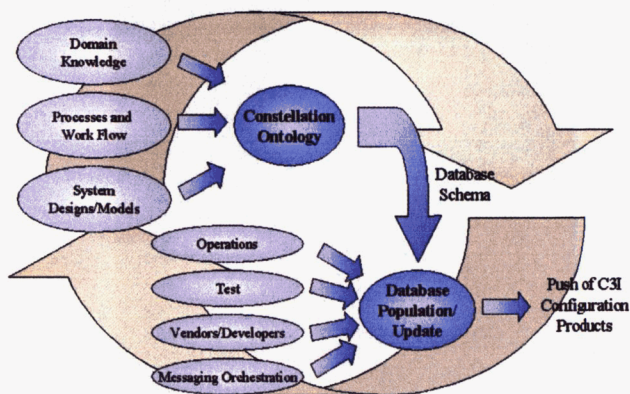 Domain
Knowledge
Processes and
Work Flow
System
Designs/Models
Constellation
Ontology
Database
Schema
Operations
Test
Vendors/Developers
Messaging Orchestration
Database
Population/
Update
Push of C3I
Configuration
Products